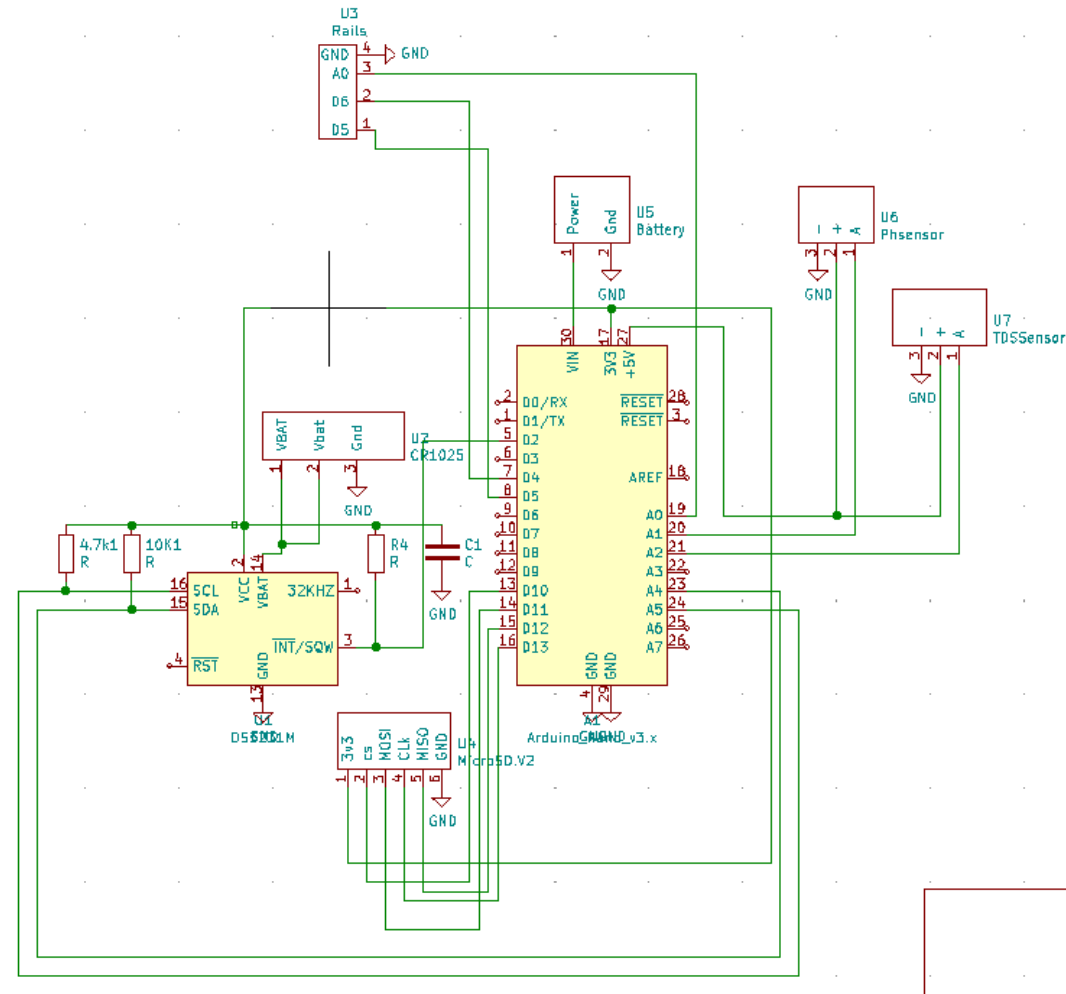 U3
Rails
GND 4 GND
A0 3
D6 2
D5 1
Power
Gnd
1
2
U5
Battery
GND
- + A
3 2 1
U6
Phsensor
GND
- + A
3 2 1
U7
TDSSensor
GND
VBAT
Vbat
Gnd
1
2
3
CR1025
GND
4.7k1
R
10K1
R
R4
R
C1
C
GND
16 SCL
15 SDA
2 VCC
14 VBAT
32KHZ 1
INT/SQW 3
4 RST
GND
13
30 VIN
17 3V3
27 +5V
2 D0/RX
1 D1/TX
5 D2
6 D3
7 D4
8 D5
9 D6
10 D7
11 D8
12 D9
13 D10
14 D11
15 D12
16 D13
RESET 28
RESET 3
AREF 18
A0 19
A1 20
A2 21
A3 22
A4 23
A5 24
A6 25
A7 26
GND
GND
4
29
A1
3v3
cs
MOSI
CLk
MISO
GND
1
2
3
4
5
6
U4
MicroSD.V2
GND